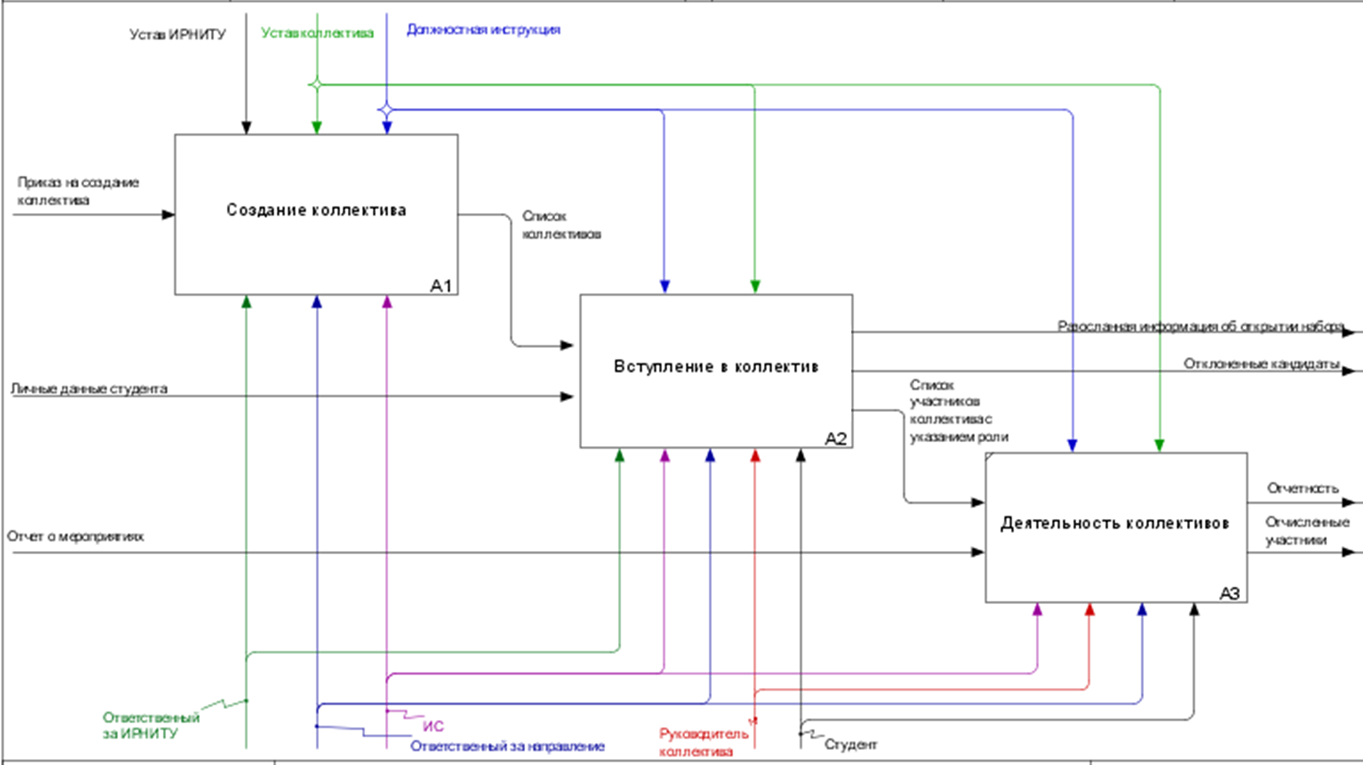 Устав ИРНИТУ
Устав коллектива
Должностная инструкция
Приказ на создание
коллектива
Создание коллектива
A1
Список
коллективов
Разосланная информация об открытии набора
Вступление в коллектив
A2
Отклоненные кандидаты
Личные данные студента
Список
участников
коллектива с
указанием роли
Отчетность
Деятельность коллективов
A3
Отчисленные
участники
Отчет о мероприятиях
Ответственный
за ИРНИТУ
ИС
Ответственный за направление
Руководитель
коллектива
Студент